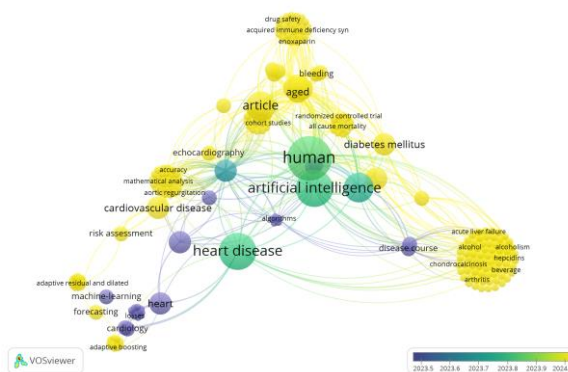 drug safety
acquired immune deficiency syn
enoxaparin
bleeding
aged
article
randomized controlled trial
cohort studies
all cause mortality
diabetes mellitus
echocardiography
human
accuracy
mathematical analysis
artificial intelligence
aortic regurgitation
cardiovascular disease
algorithms
risk assessment
acute liver failure
heart disease
disease course
alcohol
alcoholism
hepcidins
chondrocalcinosis
beverage
arthritis
adaptive residual and dilated
machine-learning
heart
forecasting
losses
cardiology
adaptive boosting
VOSviewer
2023.5 2023.6 2023.7 2023.8 2023.9 2024.